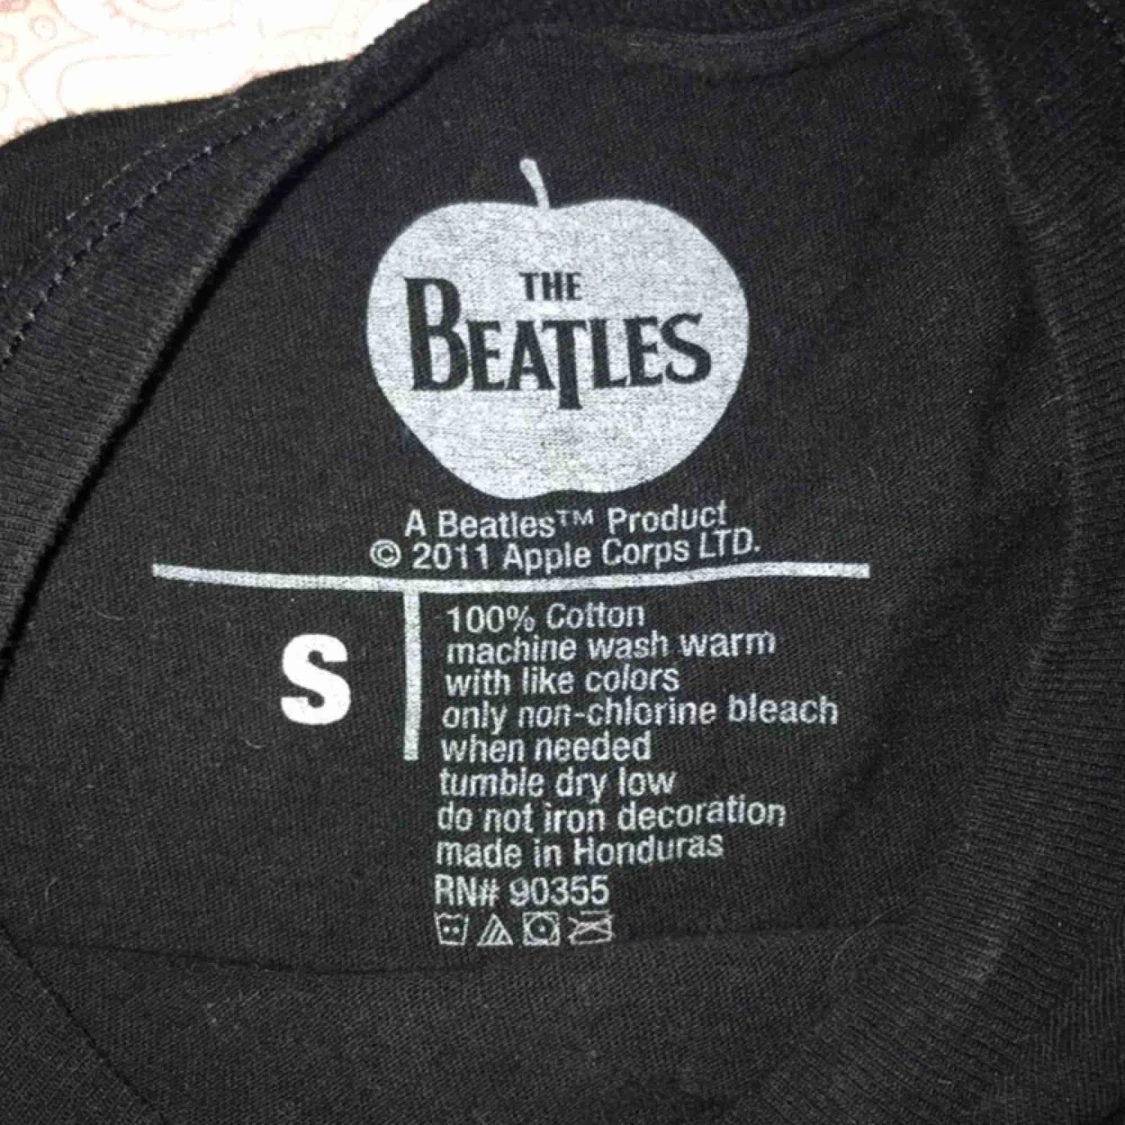 THE
BEATLES
A Beatles™ Product
© 2011 Apple Corps LTD.
S
100% Cotton
machine wash warm
with like colors
only non-chlorine bleach
when needed
tumble dry low
do not iron decoration
made in Honduras
RN# 90355